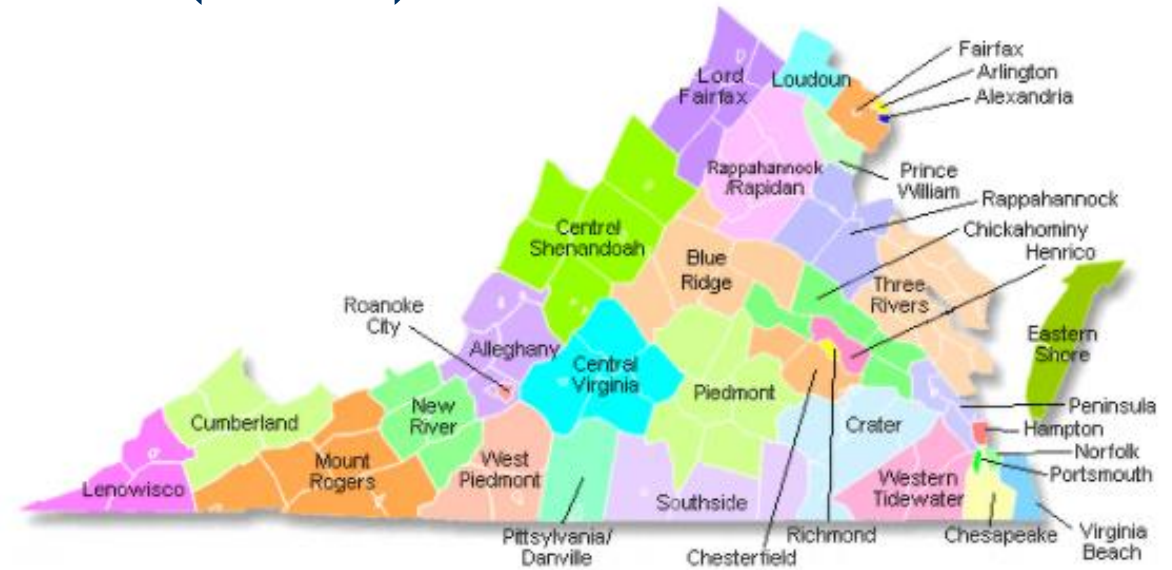 Fairfax
Arlington
Alexandria
Lord
Fairfax
Loudoun
Rappahannock
/Rapidan
Prince
William
Rappahannock
Chickahominy
Henrico
Central
Shenandoah
Blue
Ridge
Three
Rivers
Roanoke
City
Alleghany
Eastern
Shore
Central
Virginia
Piedmont
Cumberland
New
River
Peninsula
Crater
Hampton
Norfolk
Portsmouth
Mount
Rogers
West
Piedmont
Western
Tidewater
Lenowisco
Southside
Pittsylvania/
Danville
Chesterfield
Richmond
Chesapeake
Virginia
Beach